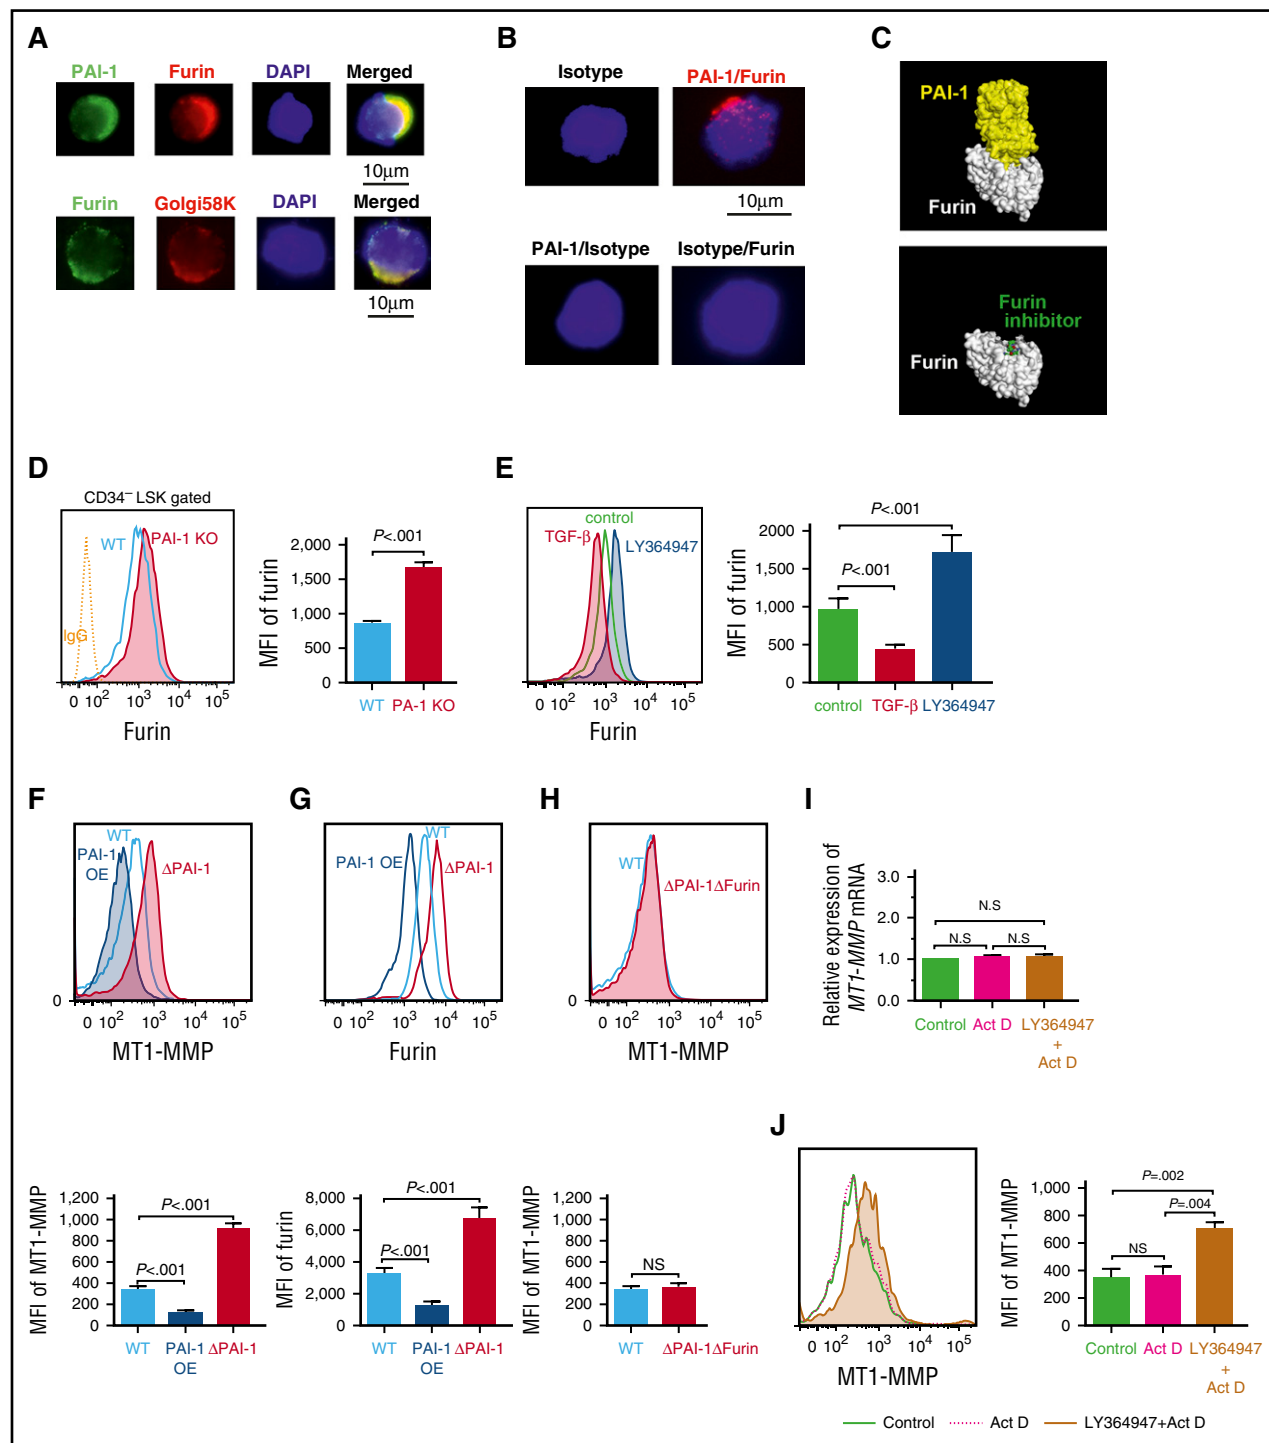 A
PAI-1 Furin DAPI Merged
10μm
Furin Golgi58K DAPI Merged
10μm
B
Isotype PAI-1/Furin
10μm
PAI-1/Isotype Isotype/Furin
C
PAI-1
Furin
Furin
inhibitor
Furin
D
CD34⁻ LSK gated
WT PAI-1 KO
IgG
0 10² 10³ 10⁴ 10⁵
Furin
MFI of furin
2,000
1,500
1,000
500
0
P<.001
WT PA-1 KO
E
control
TGF-β LY364947
0 10² 10³ 10⁴ 10⁵
Furin
MFI of furin
2000
1,500
1,000
500
0
P<.001
P<.001
control TGF-β LY364947
F
WT
PAI-1
OE
ΔPAI-1
0
0 10² 10³ 10⁴ 10⁵
MT1-MMP
MFI of MT1-MMP
1,200
1,000
800
600
400
200
0
P<.001
P<.001
WT PAI-1 ΔPAI-1
OE
G
WT
PAI-1 OE ΔPAI-1
0
0 10² 10³ 10⁴ 10⁵
Furin
MFI of furin
8,000
6,000
4,000
2,000
0
P<.001
P<.001
WT PAI-1 ΔPAI-1
OE
H
WT
ΔPAI-1ΔFurin
0
0 10² 10³ 10⁴ 10⁵
MT1-MMP
MFI of MT1-MMP
1,200
1,000
800
600
400
200
0
NS
WT ΔPAI-1ΔFurin
I
Relative expression of
MT1-MMP mRNA
3.0
2.0
1.0
0.0
N.S
N.S N.S
Control Act D LY364947
+
Act D
J
0 10² 10³ 10⁴ 10⁵
MT1-MMP
MFI of MT1-MMP
1,000
800
600
400
200
0
P=.002
P=.004
NS
Control Act D LY364947
+
Act D
Control Act D LY364947+Act D